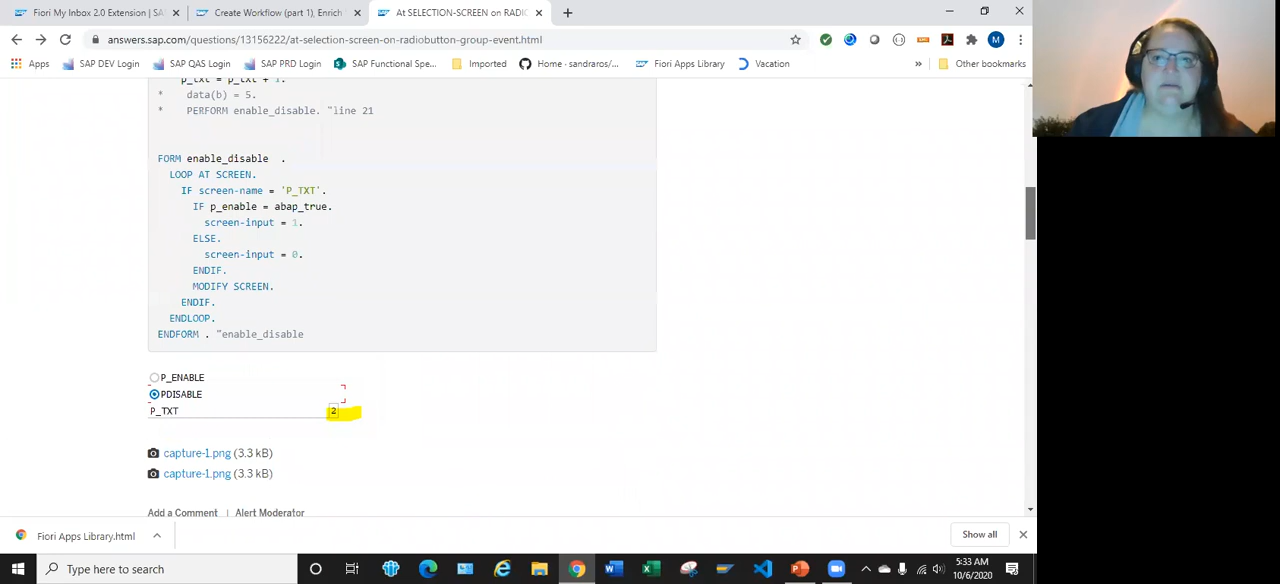 Fiori My Inbox 2.0 Extension | SA
Create Workflow (part 1), Enrich
At SELECTION-SCREEN on RADIO
answers.sap.com/questions/13156222/at-selection-screen-on-radiobutton-group-event.html
M
Apps
SAP DEV Login
SAP QAS Login
SAP PRD Login
SAP Functional Spe...
Imported
Home · sandraros/...
Fiori Apps Library
Vacation
»
Other bookmarks
p_txt = p_txt + 1.
* data(b) = 5.
* PERFORM enable_disable. "line 21
FORM enable_disable .
LOOP AT SCREEN.
IF screen-name = 'P_TXT'.
IF p_enable = abap_true.
screen-input = 1.
ELSE.
screen-input = 0.
ENDIF.
MODIFY SCREEN.
ENDIF.
ENDLOOP.
ENDFORM . "enable_disable
P_ENABLE
PDISABLE
P_TXT 2
capture-1.png (3.3 kB)
capture-1.png (3.3 kB)
Add a Comment | Alert Moderator
Fiori Apps Library.html
Show all
Type here to search
5:33 AM
10/6/2020